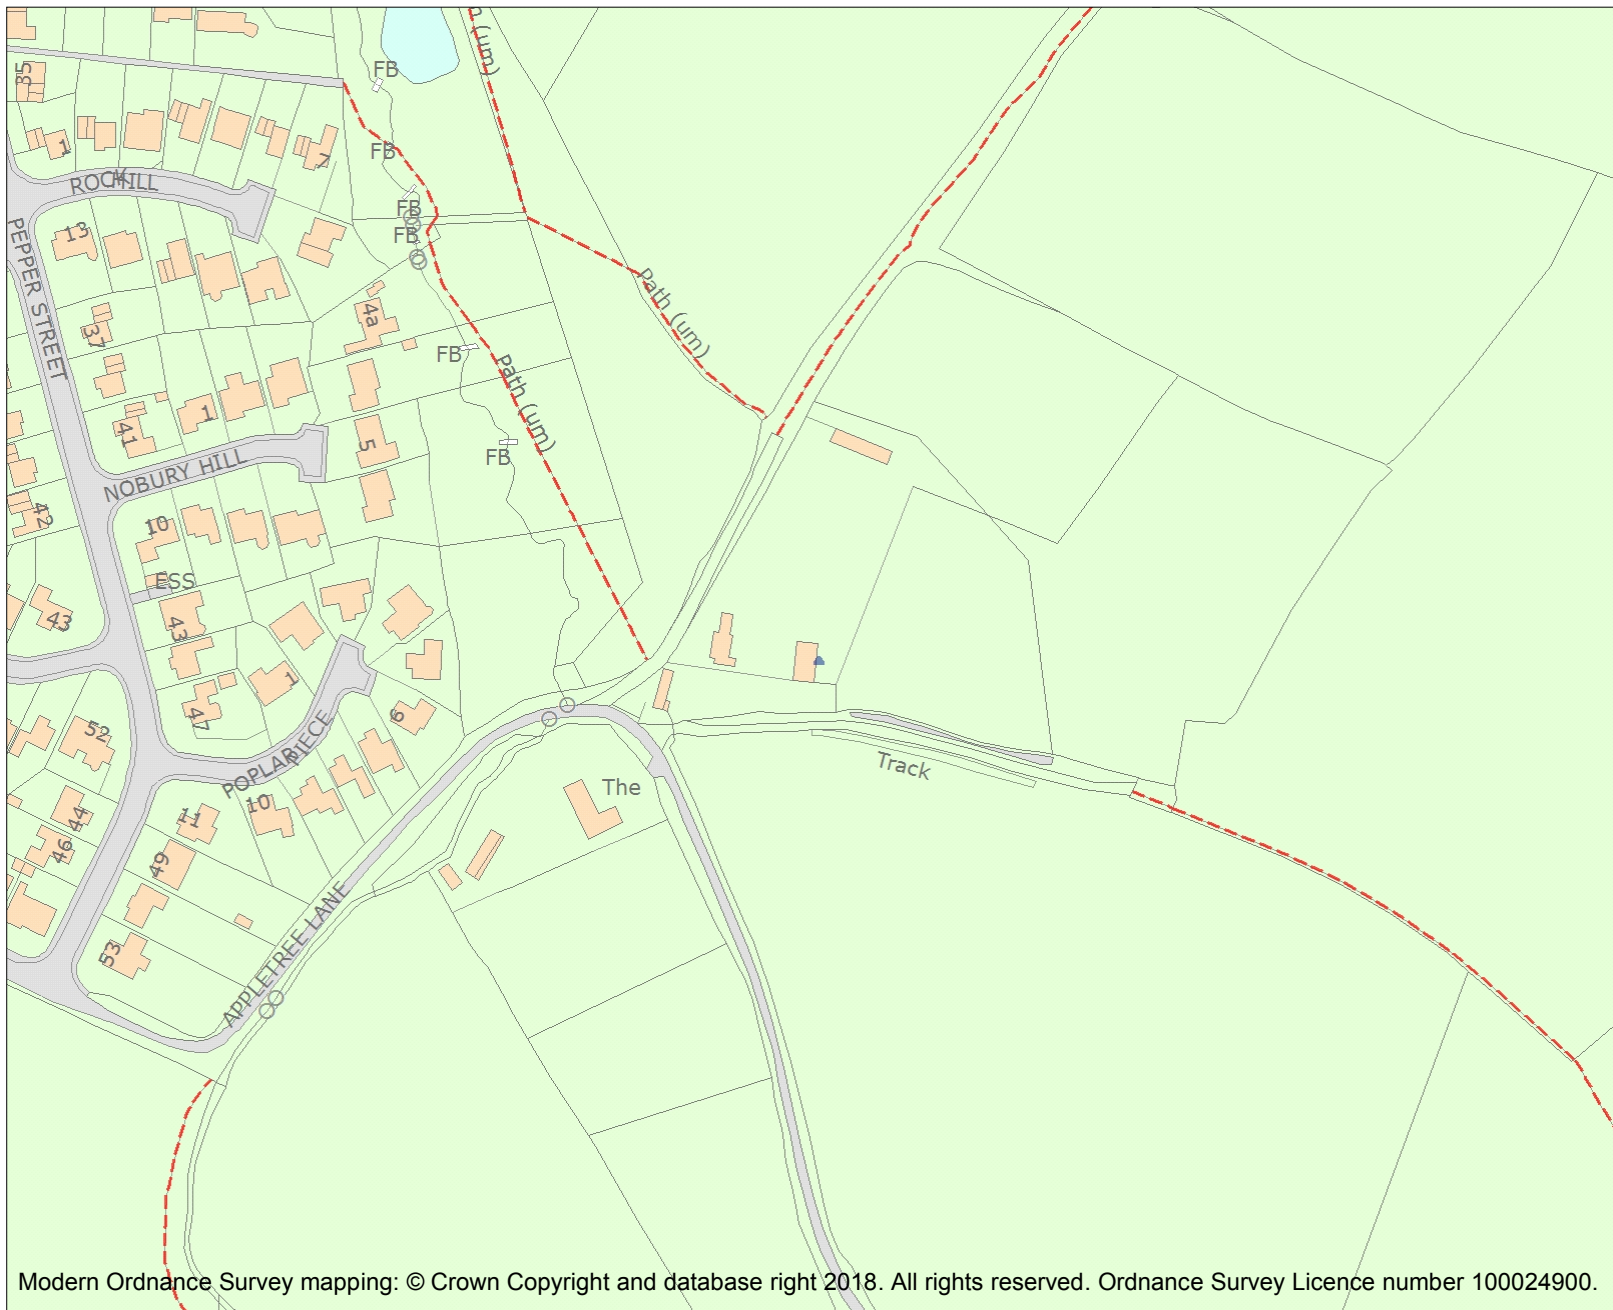 FB
h (um)
35
FB
1
7
ROCKHILL
FB
FB
13
PEPPER STREET
Path (um)
4a
37
FB
Path (um)
1
41
5
FB
NOBURY HILL
42
10
ESS
43
43
1
47
6
52
POPLAR PIECE
Track
The
10
11
44
46
49
APPLETREE LANE
53
Modern Ordnance Survey mapping: © Crown Copyright and database right 2018. All rights reserved. Ordnance Survey Licence number 100024900.